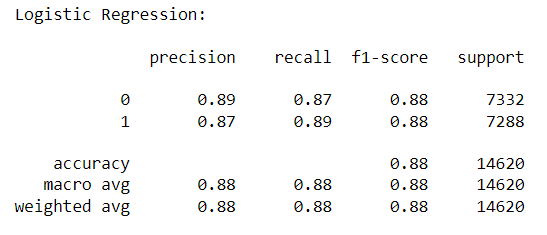 Logistic Regression:
precision recall f1-score support
0 0.89 0.87 0.88 7332
1 0.87 0.89 0.88 7288
accuracy 0.88 14620
macro avg 0.88 0.88 0.88 14620
weighted avg 0.88 0.88 0.88 14620